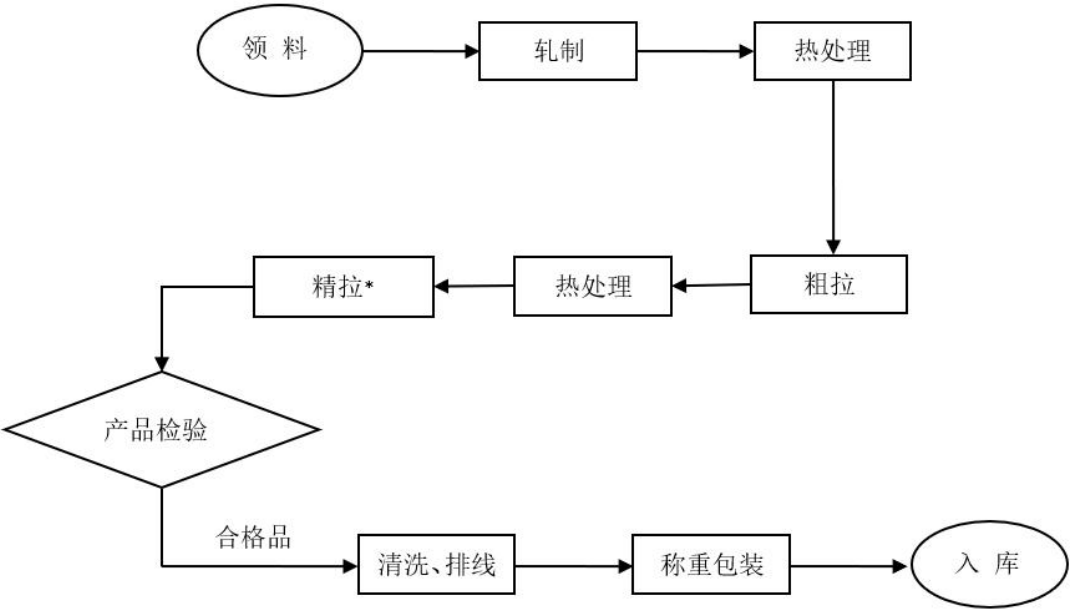 领 料
轧制
热处理
粗拉
热处理
精拉*
产品检验
合格品
清洗、排线
称重包装
入 库